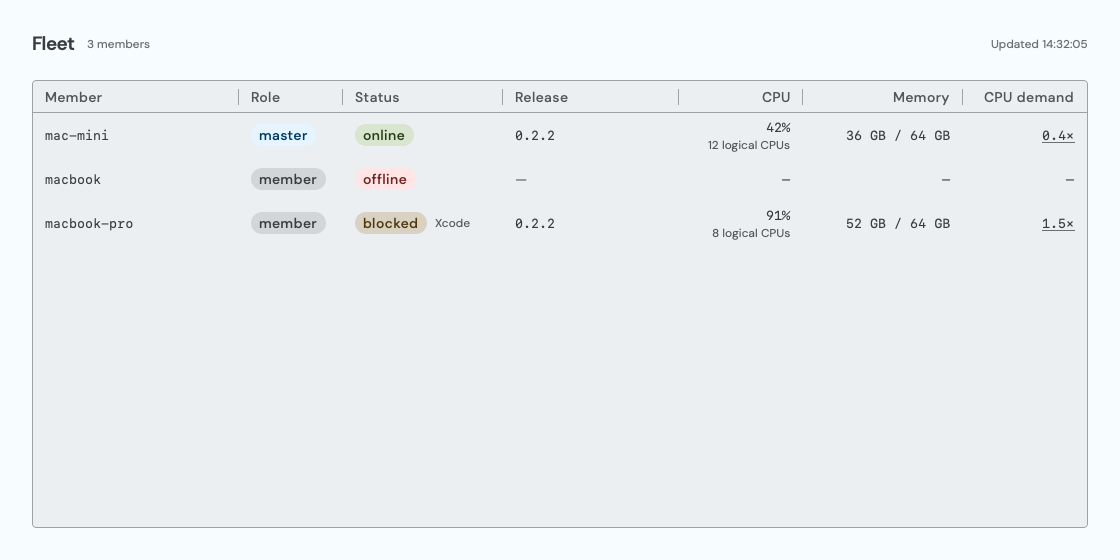 Fleet 3 members Updated 14:32:05
Member Role Status Release CPU Memory CPU demand
mac-mini master online 0.2.2 42% 36 GB / 64 GB 0.4×
12 logical CPUs
macbook member offline — — — —
macbook-pro member blocked Xcode 0.2.2 91% 52 GB / 64 GB 1.5×
8 logical CPUs